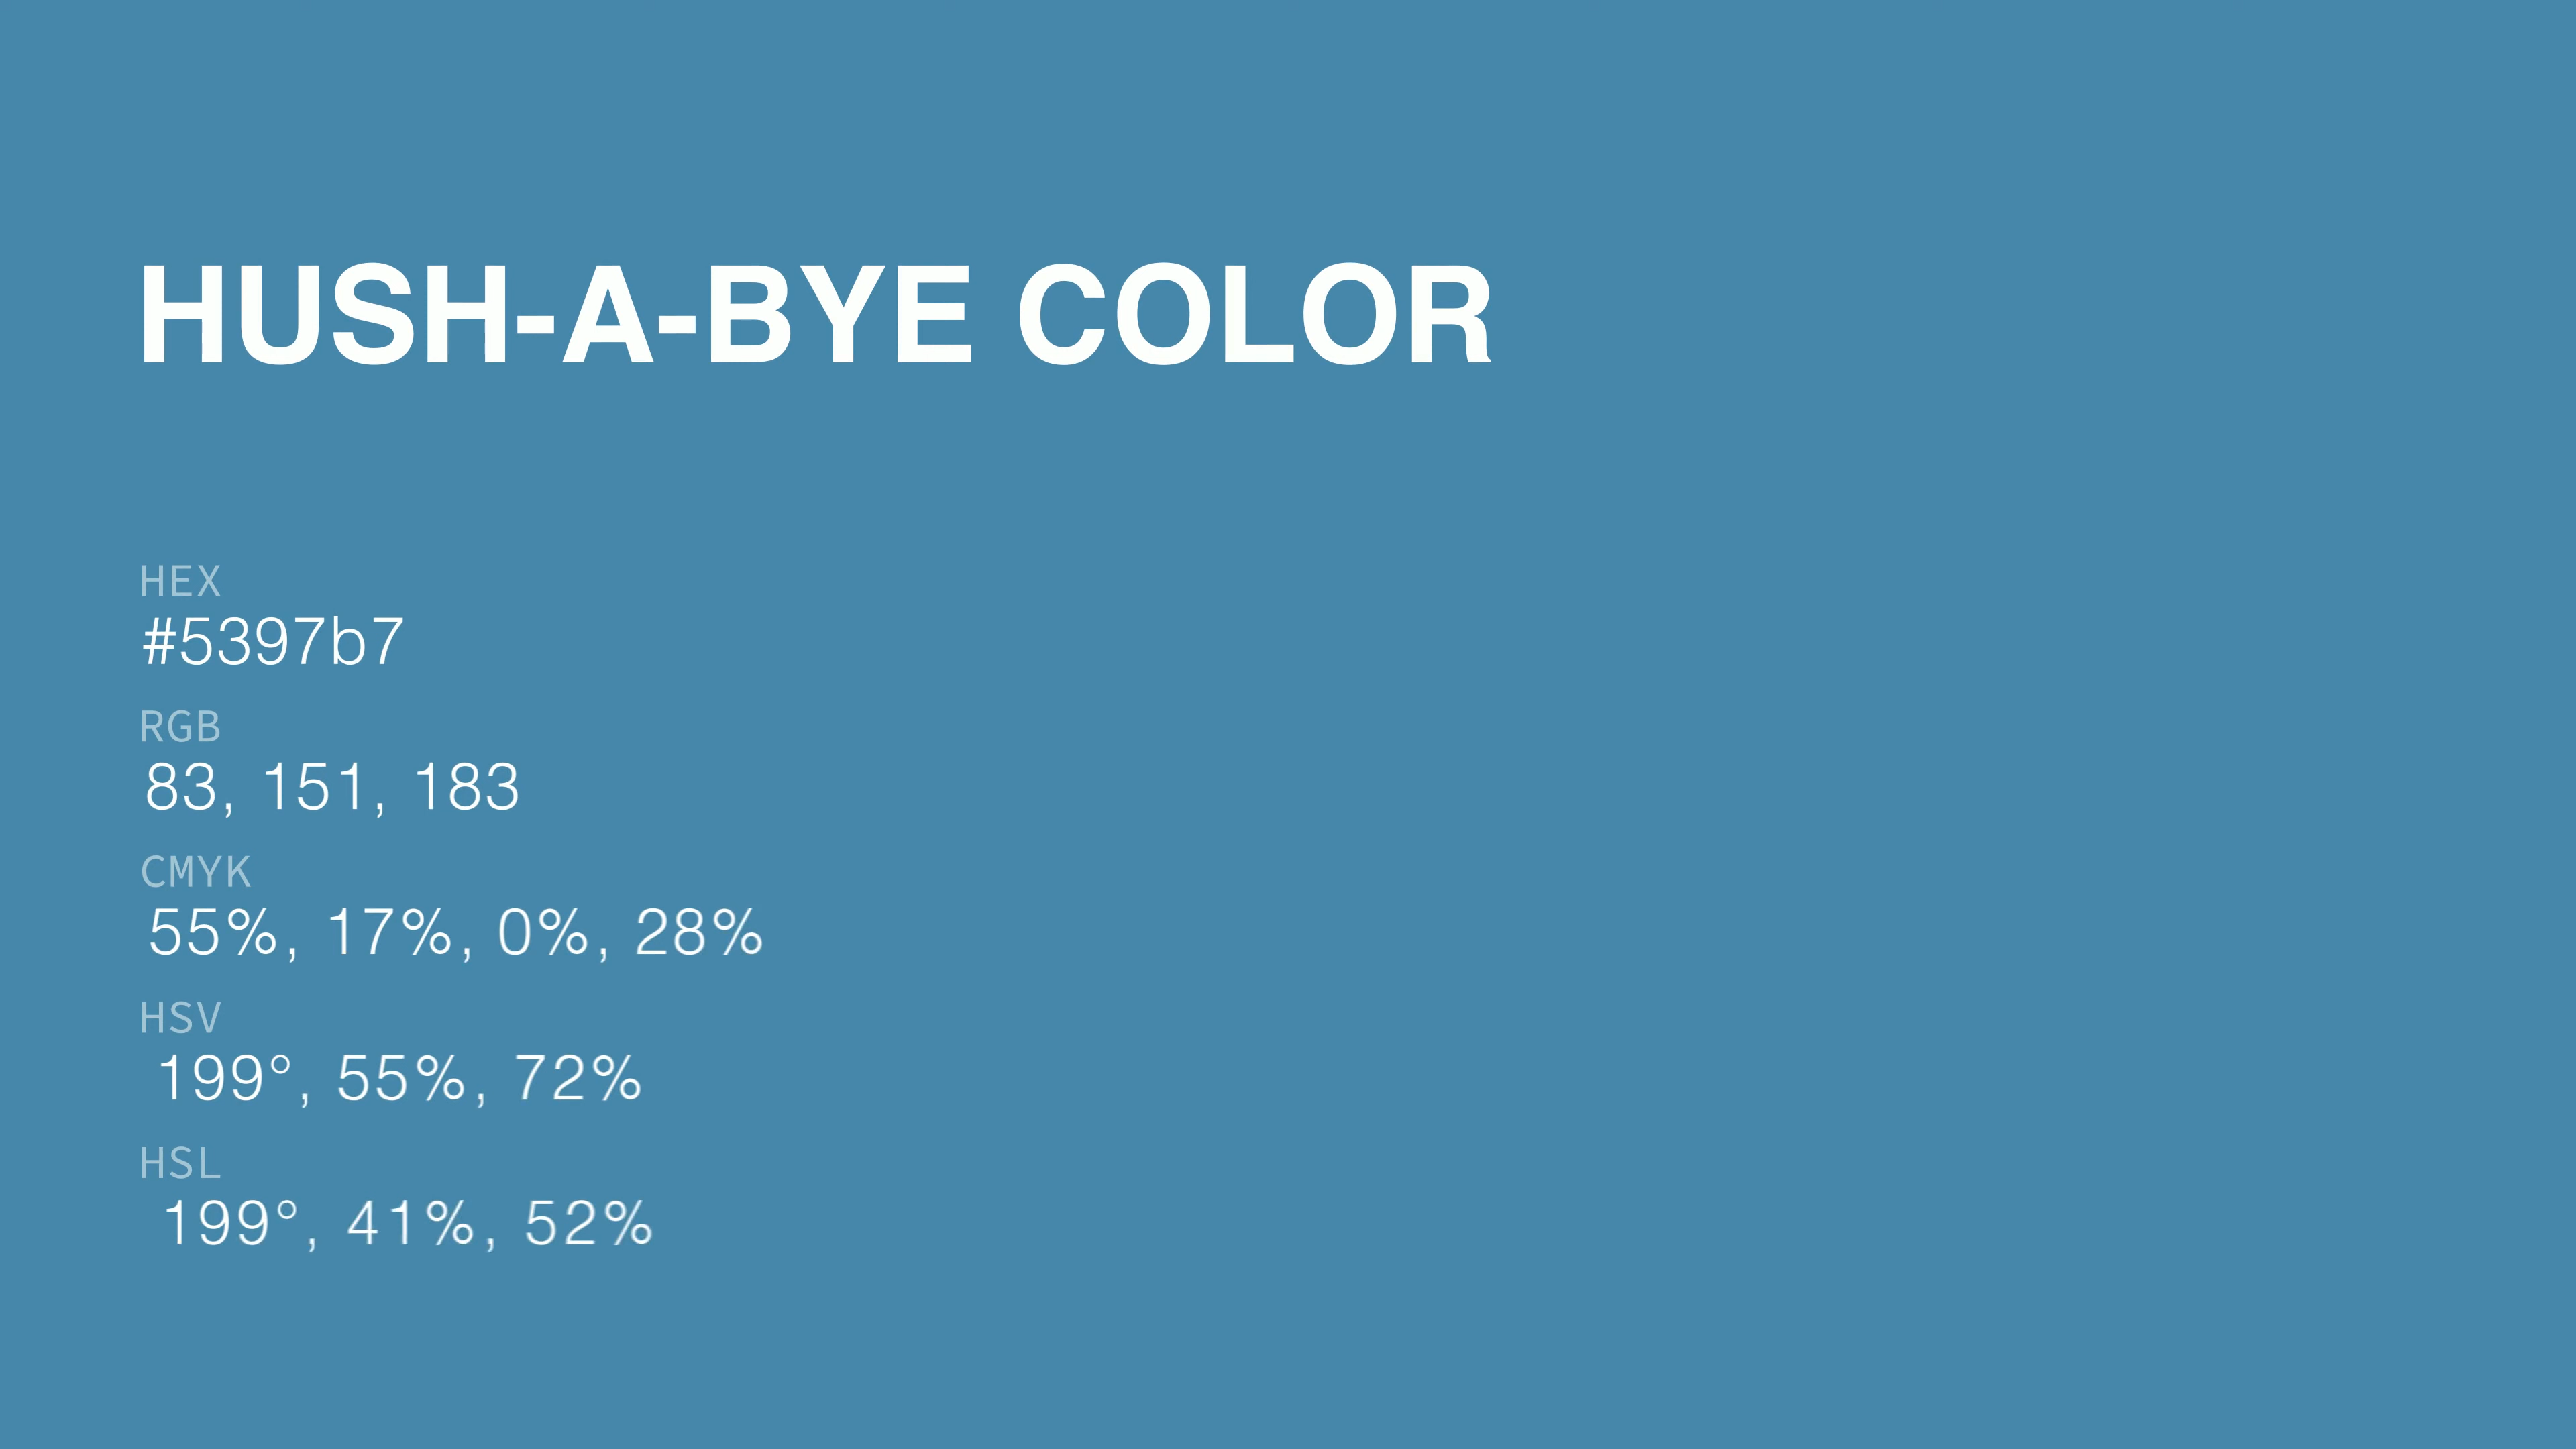 HUSH-A-BYE COLOR
HEX
#5397b7
RGB
83, 151, 183
CMYK
55%, 17%, 0%, 28%
HSV
199°, 55%, 72%
HSL
199°, 41%, 52%